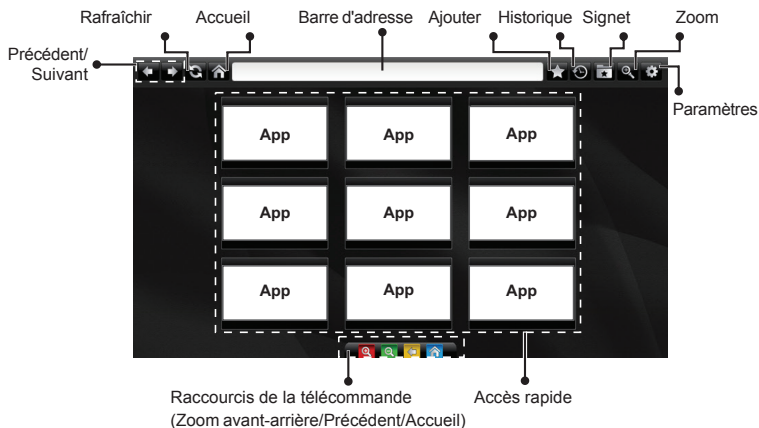 Rafraîchir Accueil Barre d'adresse Ajouter Historique Signet Zoom
Précédent/
Suivant
Paramètres
App App App
App App App
App App App
Raccourcis de la télécommande
(Zoom avant-arrière/Précédent/Accueil)
Accès rapide